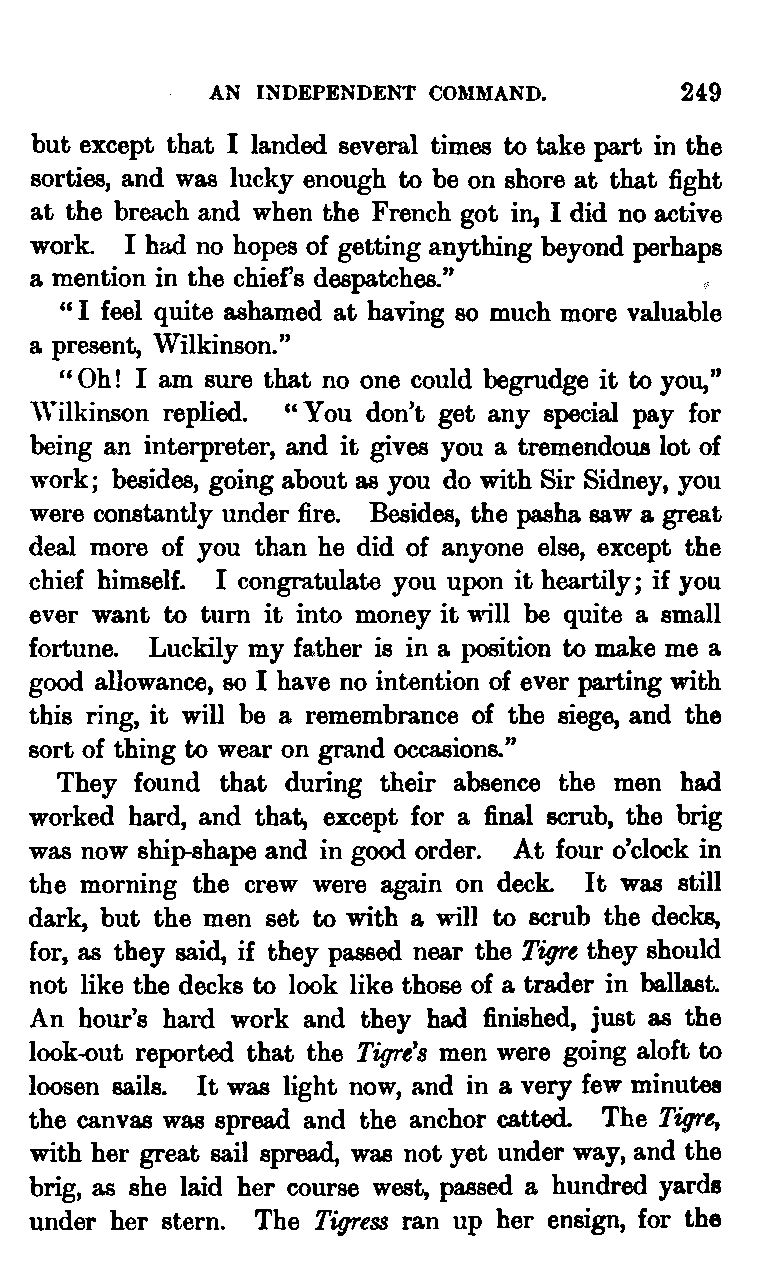 AN INDEPENDENT COMMAND. 249
but except that I landed several times to take part in the
sorties, and was lucky enough to be on shore at that fight
at the breach and when the French got in, I did no active
work. I had no hopes of getting anything beyond perhaps
a mention in the chief's despatches."
"I feel quite ashamed at having so much more valuable
a present, Wilkinson."
"Oh! I am sure that no one could begrudge it to you,"
Wilkinson replied. "You don't get any special pay for
being an interpreter, and it gives you a tremendous lot of
work; besides, going about as you do with Sir Sidney, you
were constantly under fire. Besides, the pasha saw a great
deal more of you than he did of anyone else, except the
chief himself. I congratulate you upon it heartily; if you
ever want to turn it into money it will be quite a small
fortune. Luckily my father is in a position to make me a
good allowance, so I have no intention of ever parting with
this ring, it will be a remembrance of the siege, and the
sort of thing to wear on grand occasions."
They found that during their absence the men had
worked hard, and that, except for a final scrub, the brig
was now ship-shape and in good order. At four o'clock in
the morning the crew were again on deck. It was still
dark, but the men set to with a will to scrub the decks,
for, as they said, if they passed near the Tigre they should
not like the decks to look like those of a trader in ballast.
An hour's hard work and they had finished, just as the
look-out reported that the Tigre's men were going aloft to
loosen sails. It was light now, and in a very few minutes
the canvas was spread and the anchor catted. The Tigre,
with her great sail spread, was not yet under way, and the
brig, as she laid her course west, passed a hundred yards
under her stern. The Tigress ran up her ensign, for the